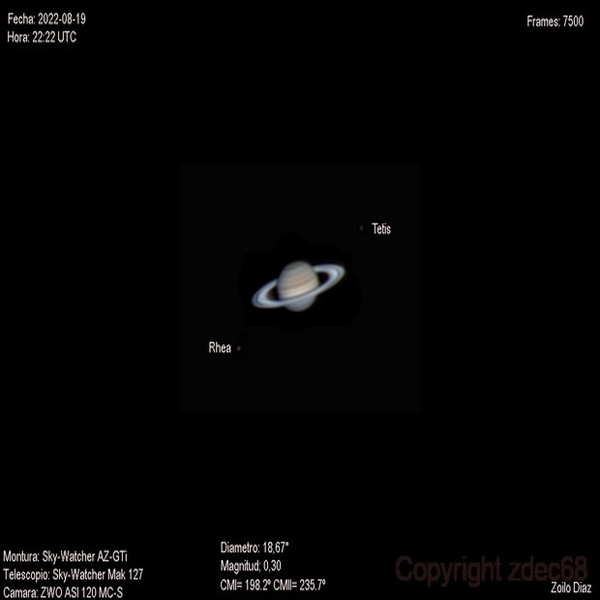 Fecha: 2022-08-19
Hora: 22:22 UTC
Frames: 7500
Tetis
Rhea
Montura: Sky-Watcher AZ-GTi
Telescopio: Sky-Watcher Mak 127
Camara: ZWO ASI 120 MC-S
Diametro: 18,67"
Magnitud; 0,30
CMI= 198.2º CMII= 235.7º
Copyright zdec68
Zoilo Diaz